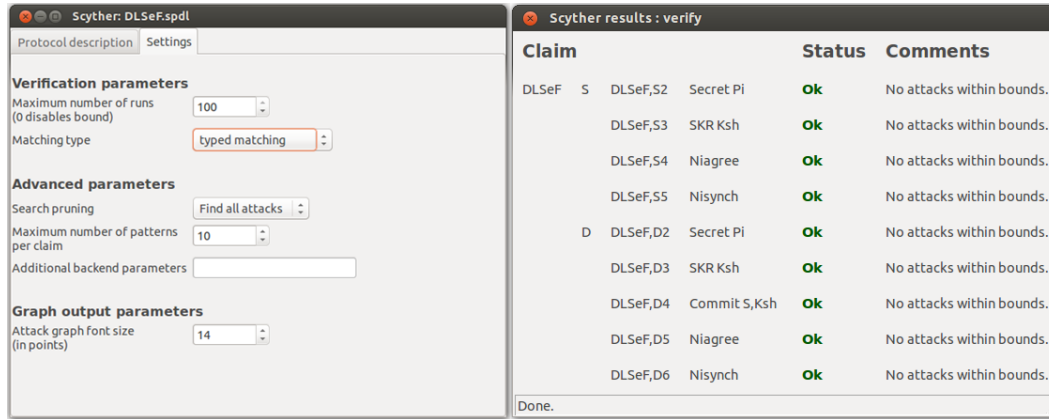 Scyther: DLSeF.spdl
Protocol description Settings
Verification parameters
Maximum number of runs
(0 disables bound)
100
Matching type typed matching
Advanced parameters
Search pruning Find all attacks
Maximum number of patterns
per claim
10
Additional backend parameters
Graph output parameters
Attack graph font size
(in points)
14
Scyther results : verify
Claim Status Comments
DLSeF S DLSeF,S2 Secret Pi Ok No attacks within bounds.
DLSeF,S3 SKR Ksh Ok No attacks within bounds.
DLSeF,S4 Niagree Ok No attacks within bounds.
DLSeF,S5 Nisynch Ok No attacks within bounds.
D DLSeF,D2 Secret Pi Ok No attacks within bounds.
DLSeF,D3 SKR Ksh Ok No attacks within bounds.
DLSeF,D4 Commit S,Ksh Ok No attacks within bounds.
DLSeF,D5 Niagree Ok No attacks within bounds.
DLSeF,D6 Nisynch Ok No attacks within bounds.
Done.